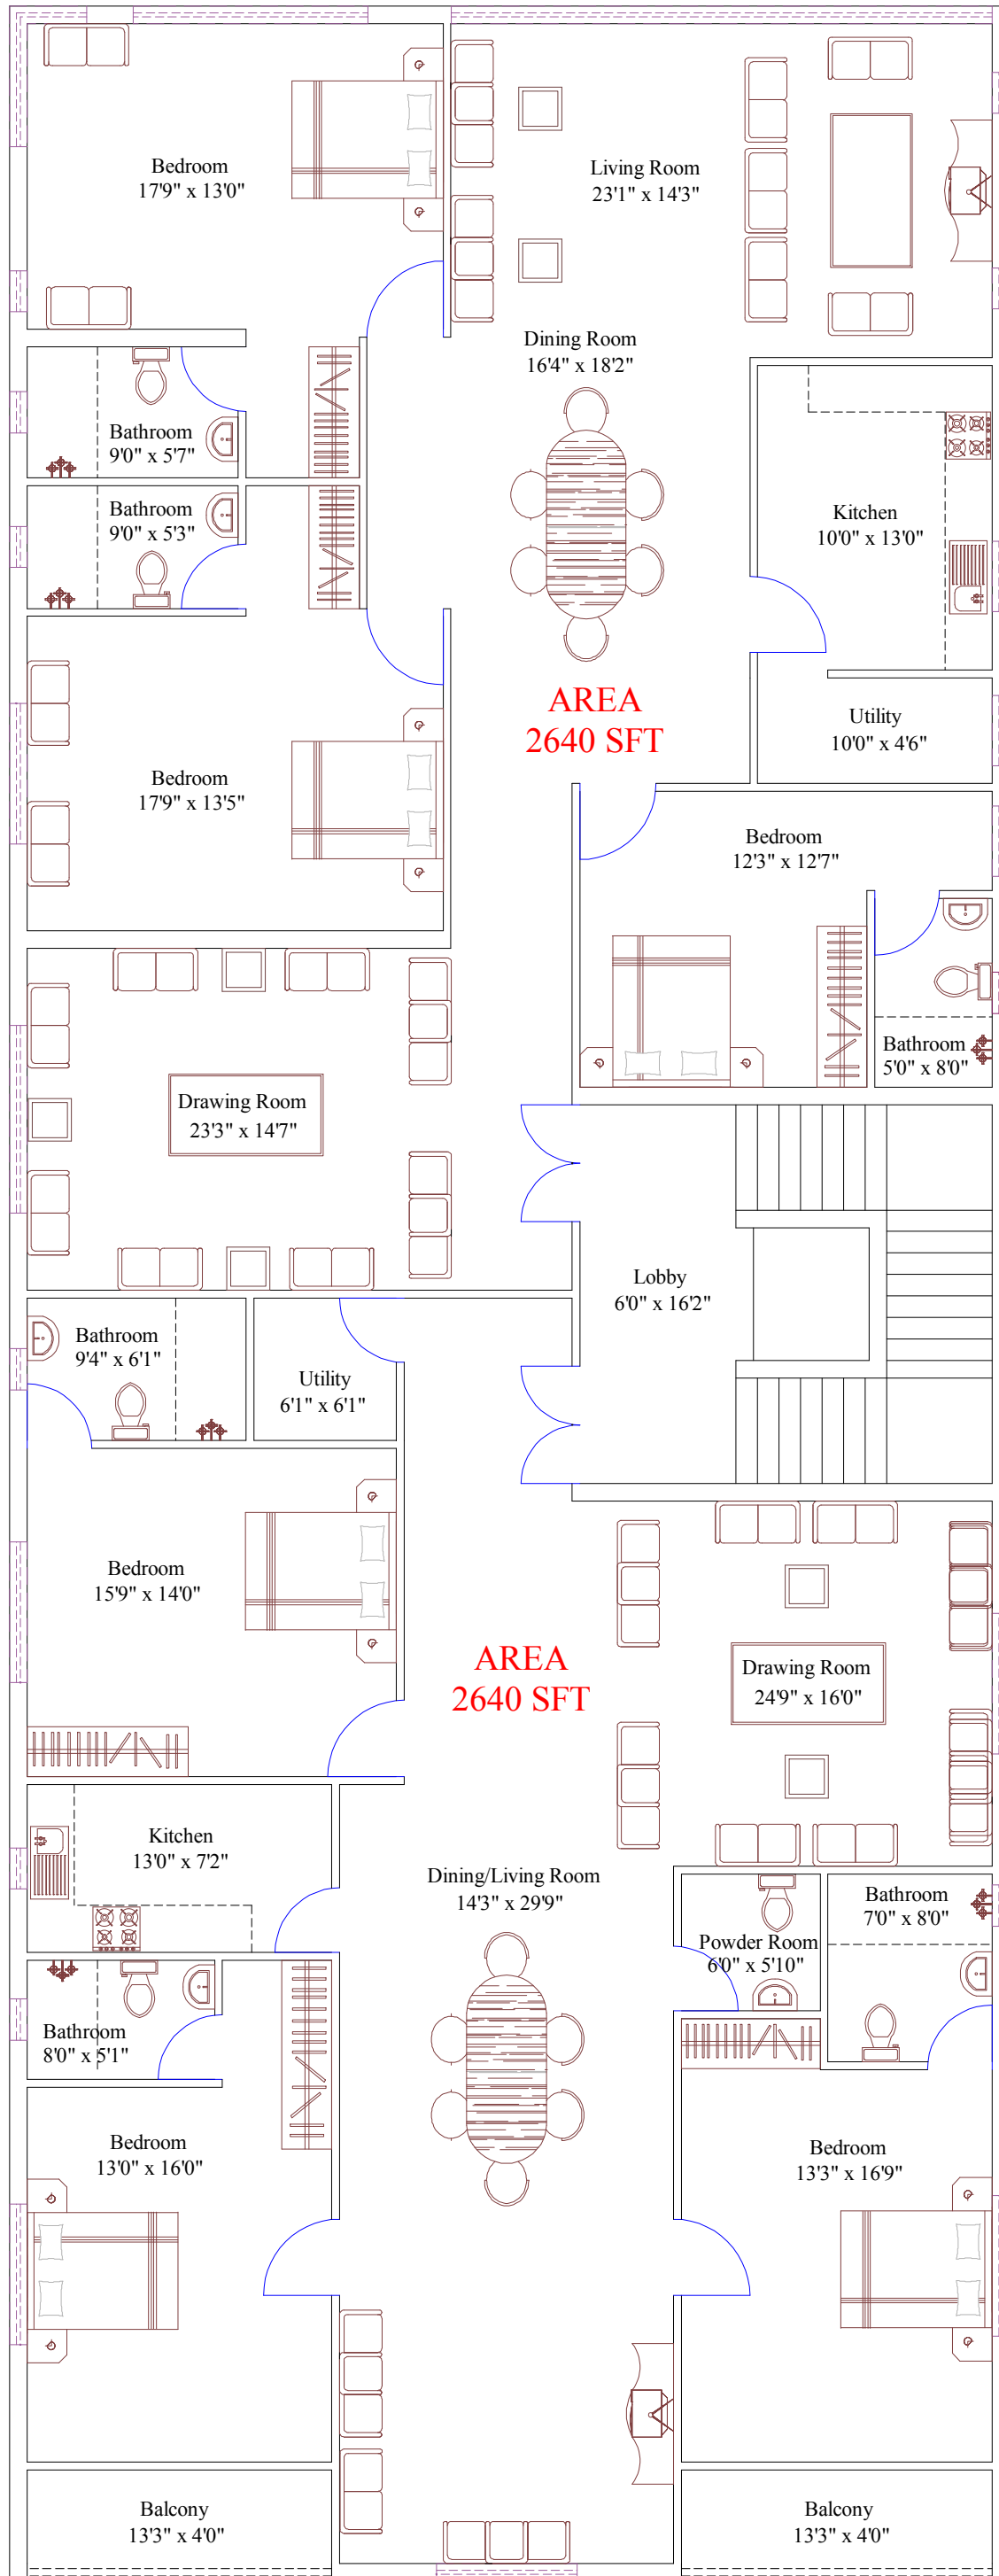 Bedroom
17'9" x 13'0"
Living Room
23'1" x 14'3"
Dining Room
16'4" x 18'2"
Bathroom
9'0" x 5'7"
Bathroom
9'0" x 5'3"
Kitchen
10'0" x 13'0"
AREA
2640 SFT
Utility
10'0" x 4'6"
Bedroom
17'9" x 13'5"
Bedroom
12'3" x 12'7"
Bathroom
5'0" x 8'0"
Drawing Room
23'3" x 14'7"
Lobby
6'0" x 16'2"
Bathroom
9'4" x 6'1"
Utility
6'1" x 6'1"
Bedroom
15'9" x 14'0"
AREA
2640 SFT
Drawing Room
24'9" x 16'0"
Kitchen
13'0" x 7'2"
Dining/Living Room
14'3" x 29'9"
Bathroom
7'0" x 8'0"
Powder Room
6'0" x 5'10"
Bathroom
8'0" x 5'1"
Bedroom
13'0" x 16'0"
Bedroom
13'3" x 16'9"
Balcony
13'3" x 4'0"
Balcony
13'3" x 4'0"